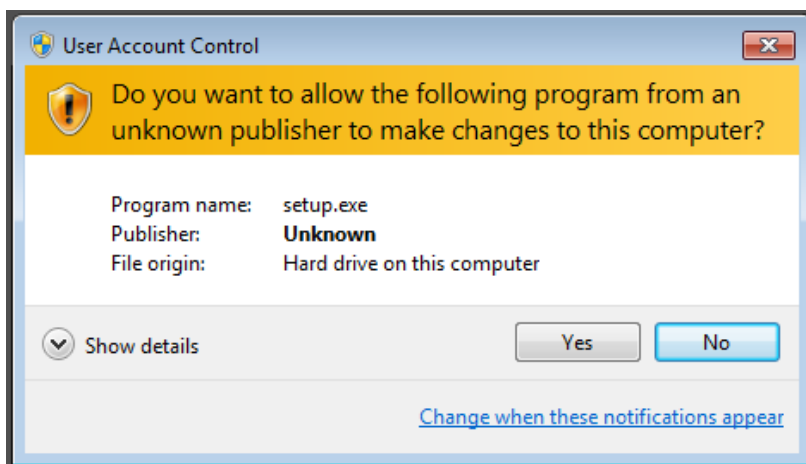 User Account Control
Do you want to allow the following program from an
unknown publisher to make changes to this computer?
Program name: setup.exe
Publisher: Unknown
File origin: Hard drive on this computer
Show details
Yes
No
Change when these notifications appear